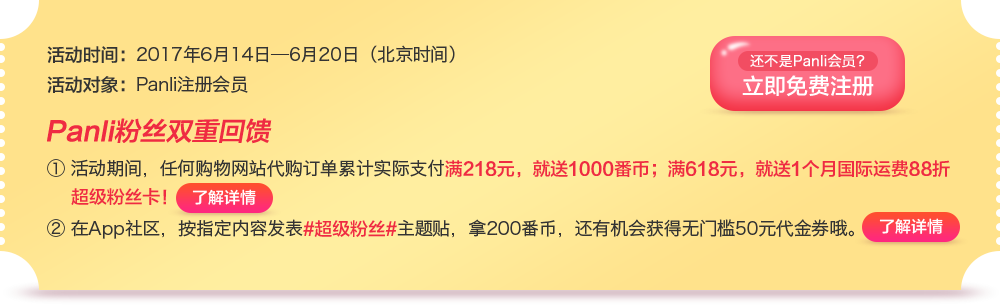 活动时间：2017年6月14日—6月20日（北京时间）
活动对象：Panli注册会员
还不是Panli会员？
立即免费注册
Panli粉丝双重回馈
① 活动期间，任何购物网站代购订单累计实际支付满218元，就送1000番币；满618元，就送1个月国际运费88折
超级粉丝卡！ 了解详情
② 在App社区，按指定内容发表#超级粉丝#主题贴，拿200番币，还有机会获得无门槛50元代金券哦。 了解详情